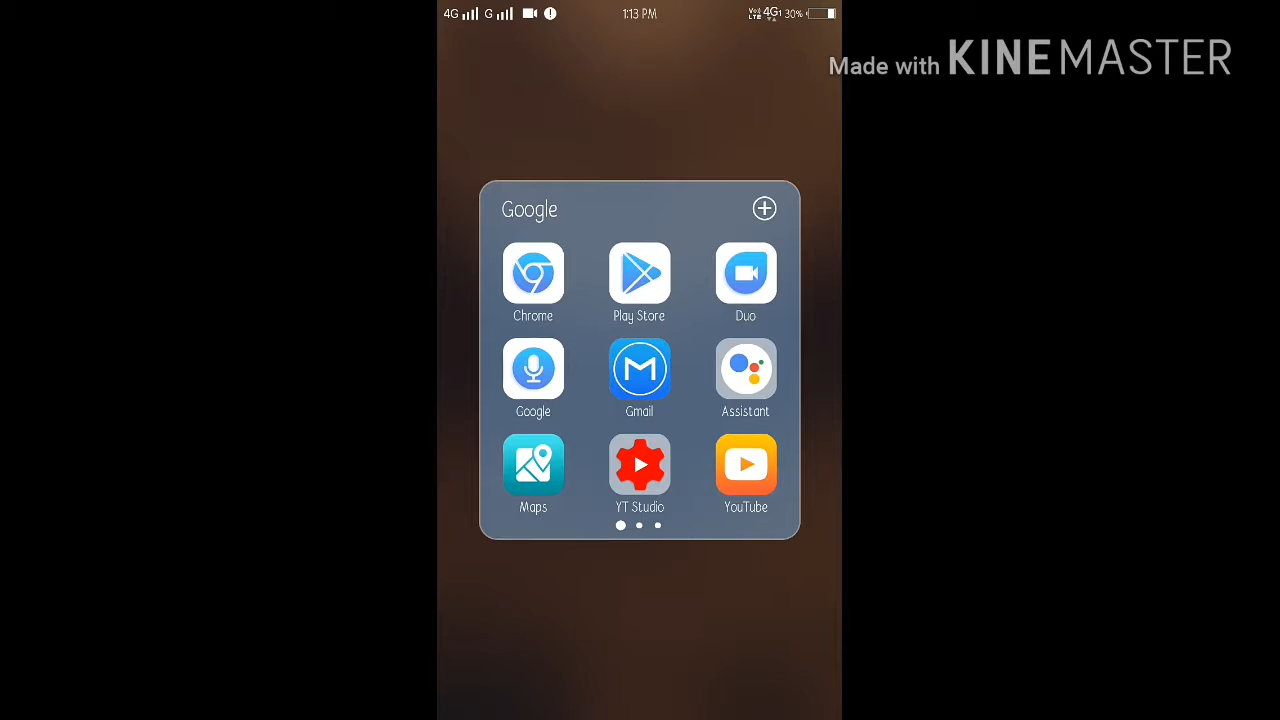 4G G 1:13 PM VoLTE 4G 30%
Made with KINEMASTER
Google
Chrome Play Store Duo
Google Gmail Assistant
Maps YT Studio YouTube